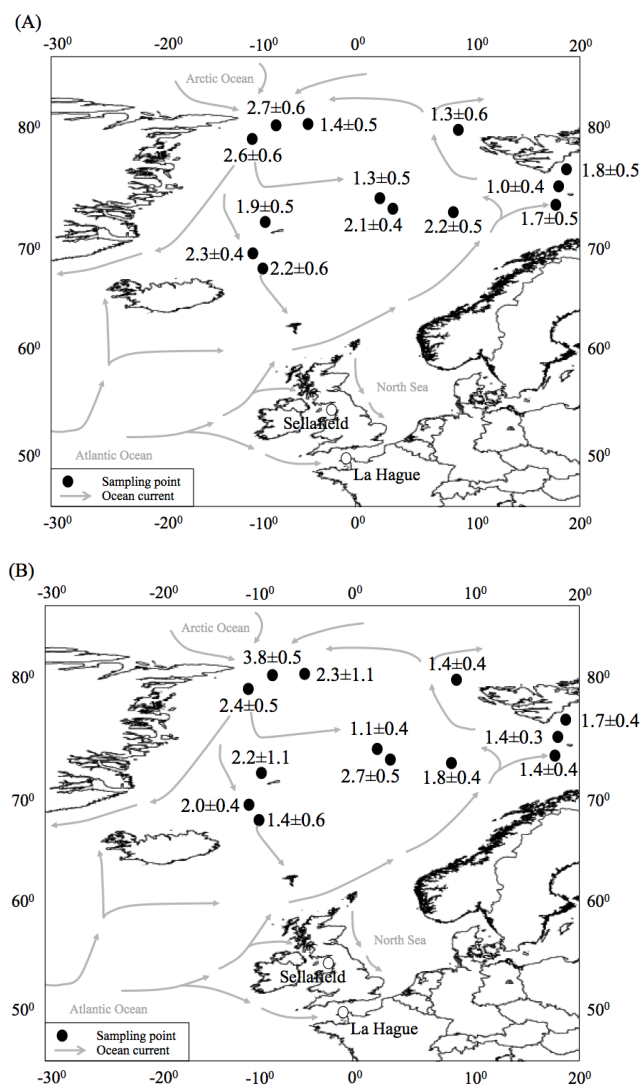 (A)
-30⁰ -20⁰ -10⁰ 0⁰ 10⁰ 20⁰
Arctic Ocean
2.7±0.6
80⁰ 1.4±0.5 1.3±0.6 80⁰
2.6±0.6
1.8±0.5
1.3±0.5 1.0±0.4
1.9±0.5
2.1±0.4 2.2±0.5 1.7±0.5
70⁰ 2.3±0.4 70⁰
2.2±0.6
60⁰ 60⁰
North Sea
Sellafield
Atlantic Ocean
50⁰ 50⁰
La Hague
Sampling point
Ocean current
-30⁰ -20⁰ -10⁰ 0⁰ 10⁰ 20⁰
(B)
-30⁰ -20⁰ -10⁰ 0⁰ 10⁰ 20⁰
Arctic Ocean
3.8±0.5
80⁰ 2.3±1.1 1.4±0.4 80⁰
2.4±0.5
1.7±0.4
1.1±0.4 1.4±0.3
2.2±1.1
2.7±0.5 1.8±0.4 1.4±0.4
70⁰ 2.0±0.4 70⁰
1.4±0.6
60⁰ 60⁰
North Sea
Sellafield
Atlantic Ocean
50⁰ 50⁰
La Hague
Sampling point
Ocean current
-30⁰ -20⁰ -10⁰ 0⁰ 10⁰ 20⁰